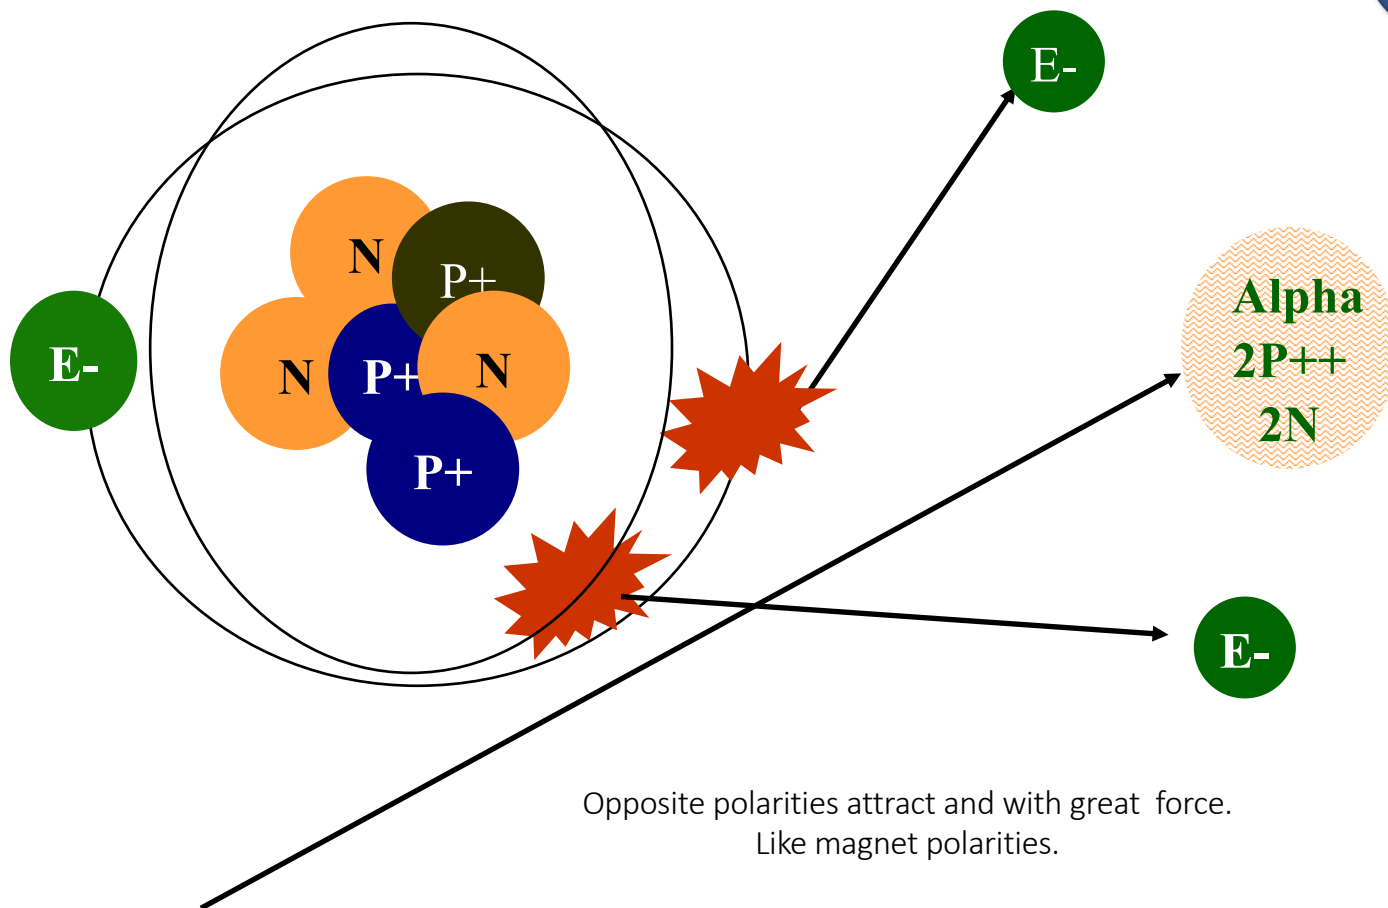 E-
N
P+
E-
N
P+
N
P+
Alpha
2P++
2N
E-
Opposite polarities attract and with great  force.
Like magnet polarities.